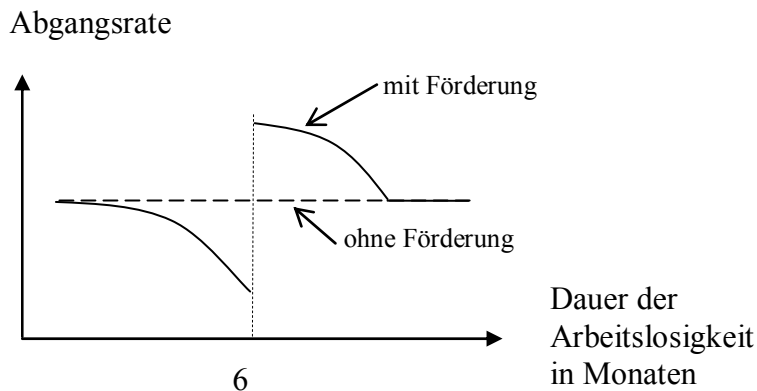 Abgangsrate
mit Förderung
ohne Förderung
Dauer der
Arbeitslosigkeit
in Monaten
6